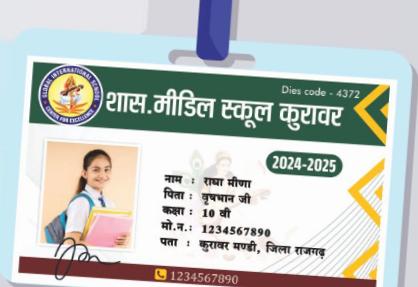 GLOBAL INTERNATIONAL SCHOOL
CENTER FOR EXCELLENCE
Dies code - 4372
शास.मीडिल स्कूल कुरावर
2024-2025
नाम : राधा मीणा
पिता : वृषभान जी
कक्षा : 10 वी
मो.न.: 1234567890
पता : कुरावर मण्डी, जिला राजगढ़
1234567890